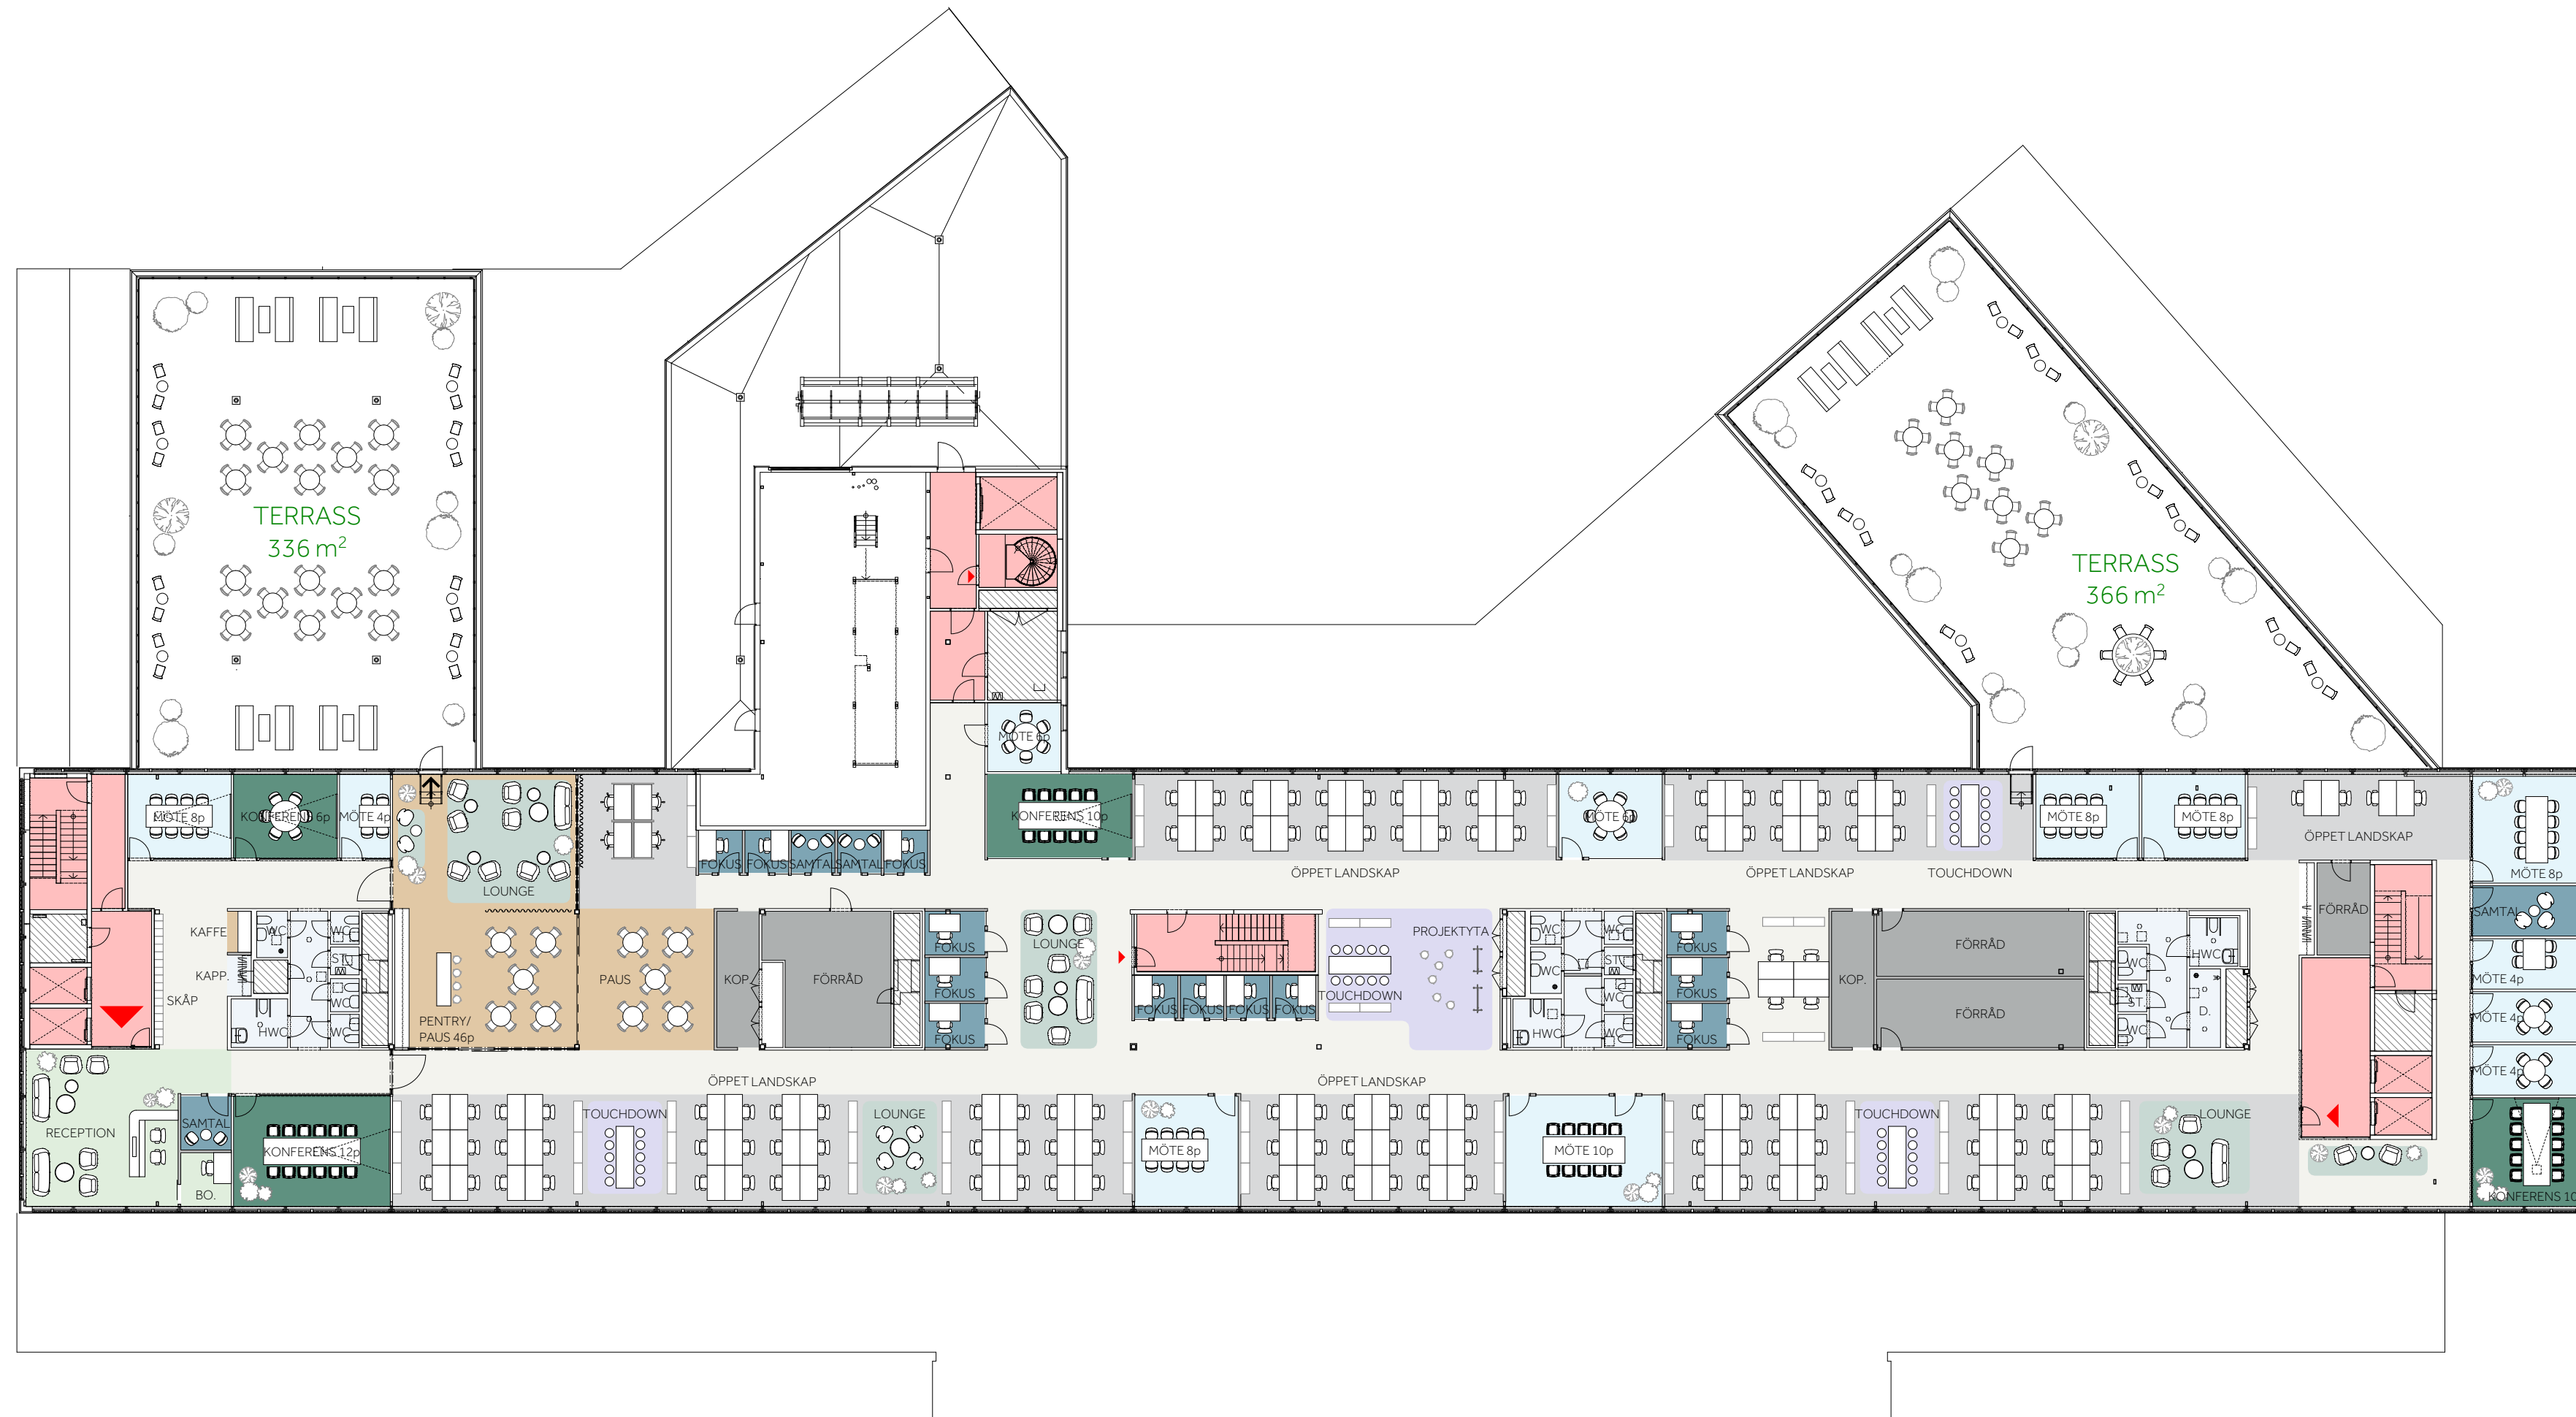 TERRASS
336 m²
TERRASS
366 m²
MÖTE 6p
MÖTE 8p
KONFERENS 6p
MÖTE 4p
LOUNGE
FOKUS
FOKUS
SAMTAL
SAMTAL
FOKUS
KONFERENS 10p
ÖPPET LANDSKAP
MÖTE 6p
ÖPPET LANDSKAP
TOUCHDOWN
MÖTE 8p
MÖTE 8p
ÖPPET LANDSKAP
MÖTE 8p
KAFFE
KAPP.
SKÅP
WC
WC
ST.
WC
WC
HWC
PENTRY/
PAUS 46p
PAUS
KOP.
FÖRRÅD
FOKUS
FOKUS
FOKUS
LOUNGE
FOKUS
FOKUS
FOKUS
FOKUS
PROJEKTYTA
TOUCHDOWN
WC
WC
WC
ST.
WC
WC
HWC
FOKUS
FOKUS
FOKUS
KOP.
FÖRRÅD
FÖRRÅD
WC
ST.
WC
HWC
D.
FÖRRÅD
SAMTAL
MÖTE 4p
MÖTE 4p
MÖTE 4p
ÖPPET LANDSKAP
ÖPPET LANDSKAP
RECEPTION
SAMTAL
BO.
KONFERENS 12p
TOUCHDOWN
LOUNGE
MÖTE 8p
MÖTE 10p
TOUCHDOWN
LOUNGE
KONFERENS 10